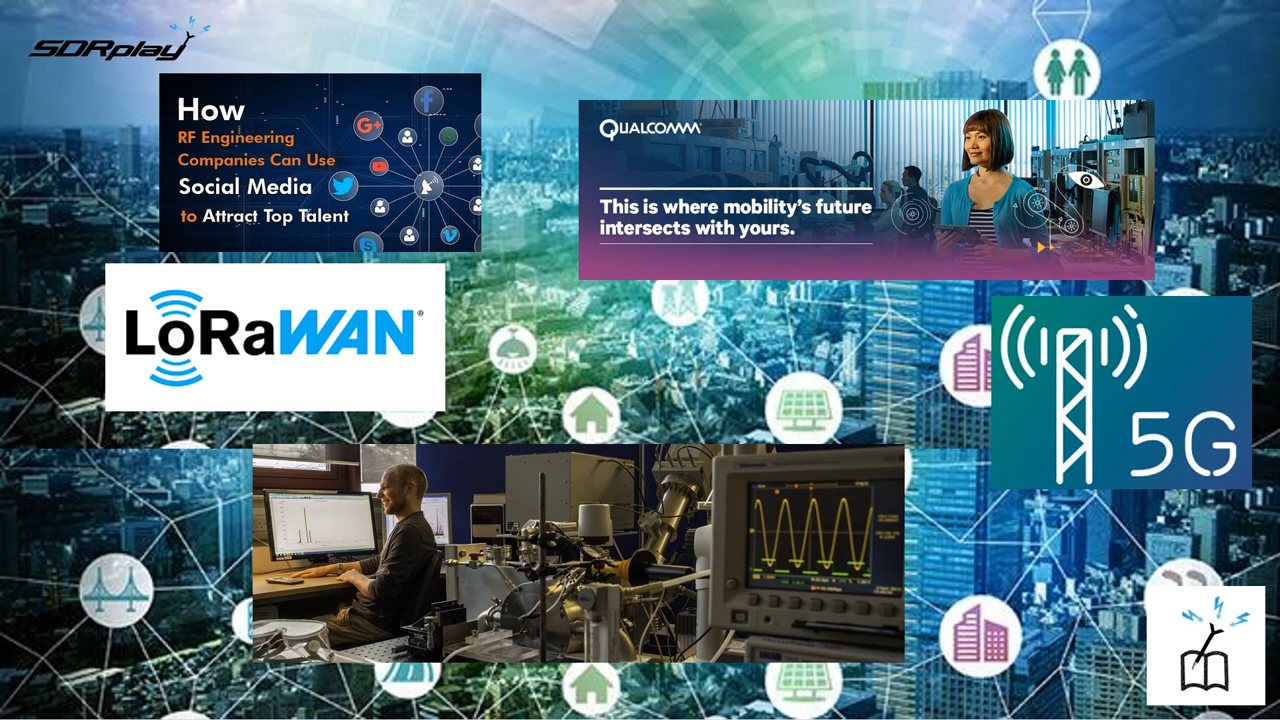 SDRplay
How
RF Engineering
Companies Can Use
Social Media
to Attract Top Talent
G+
QUALCOMM
This is where mobility's future
intersects with yours.
LoRaWAN®
5G